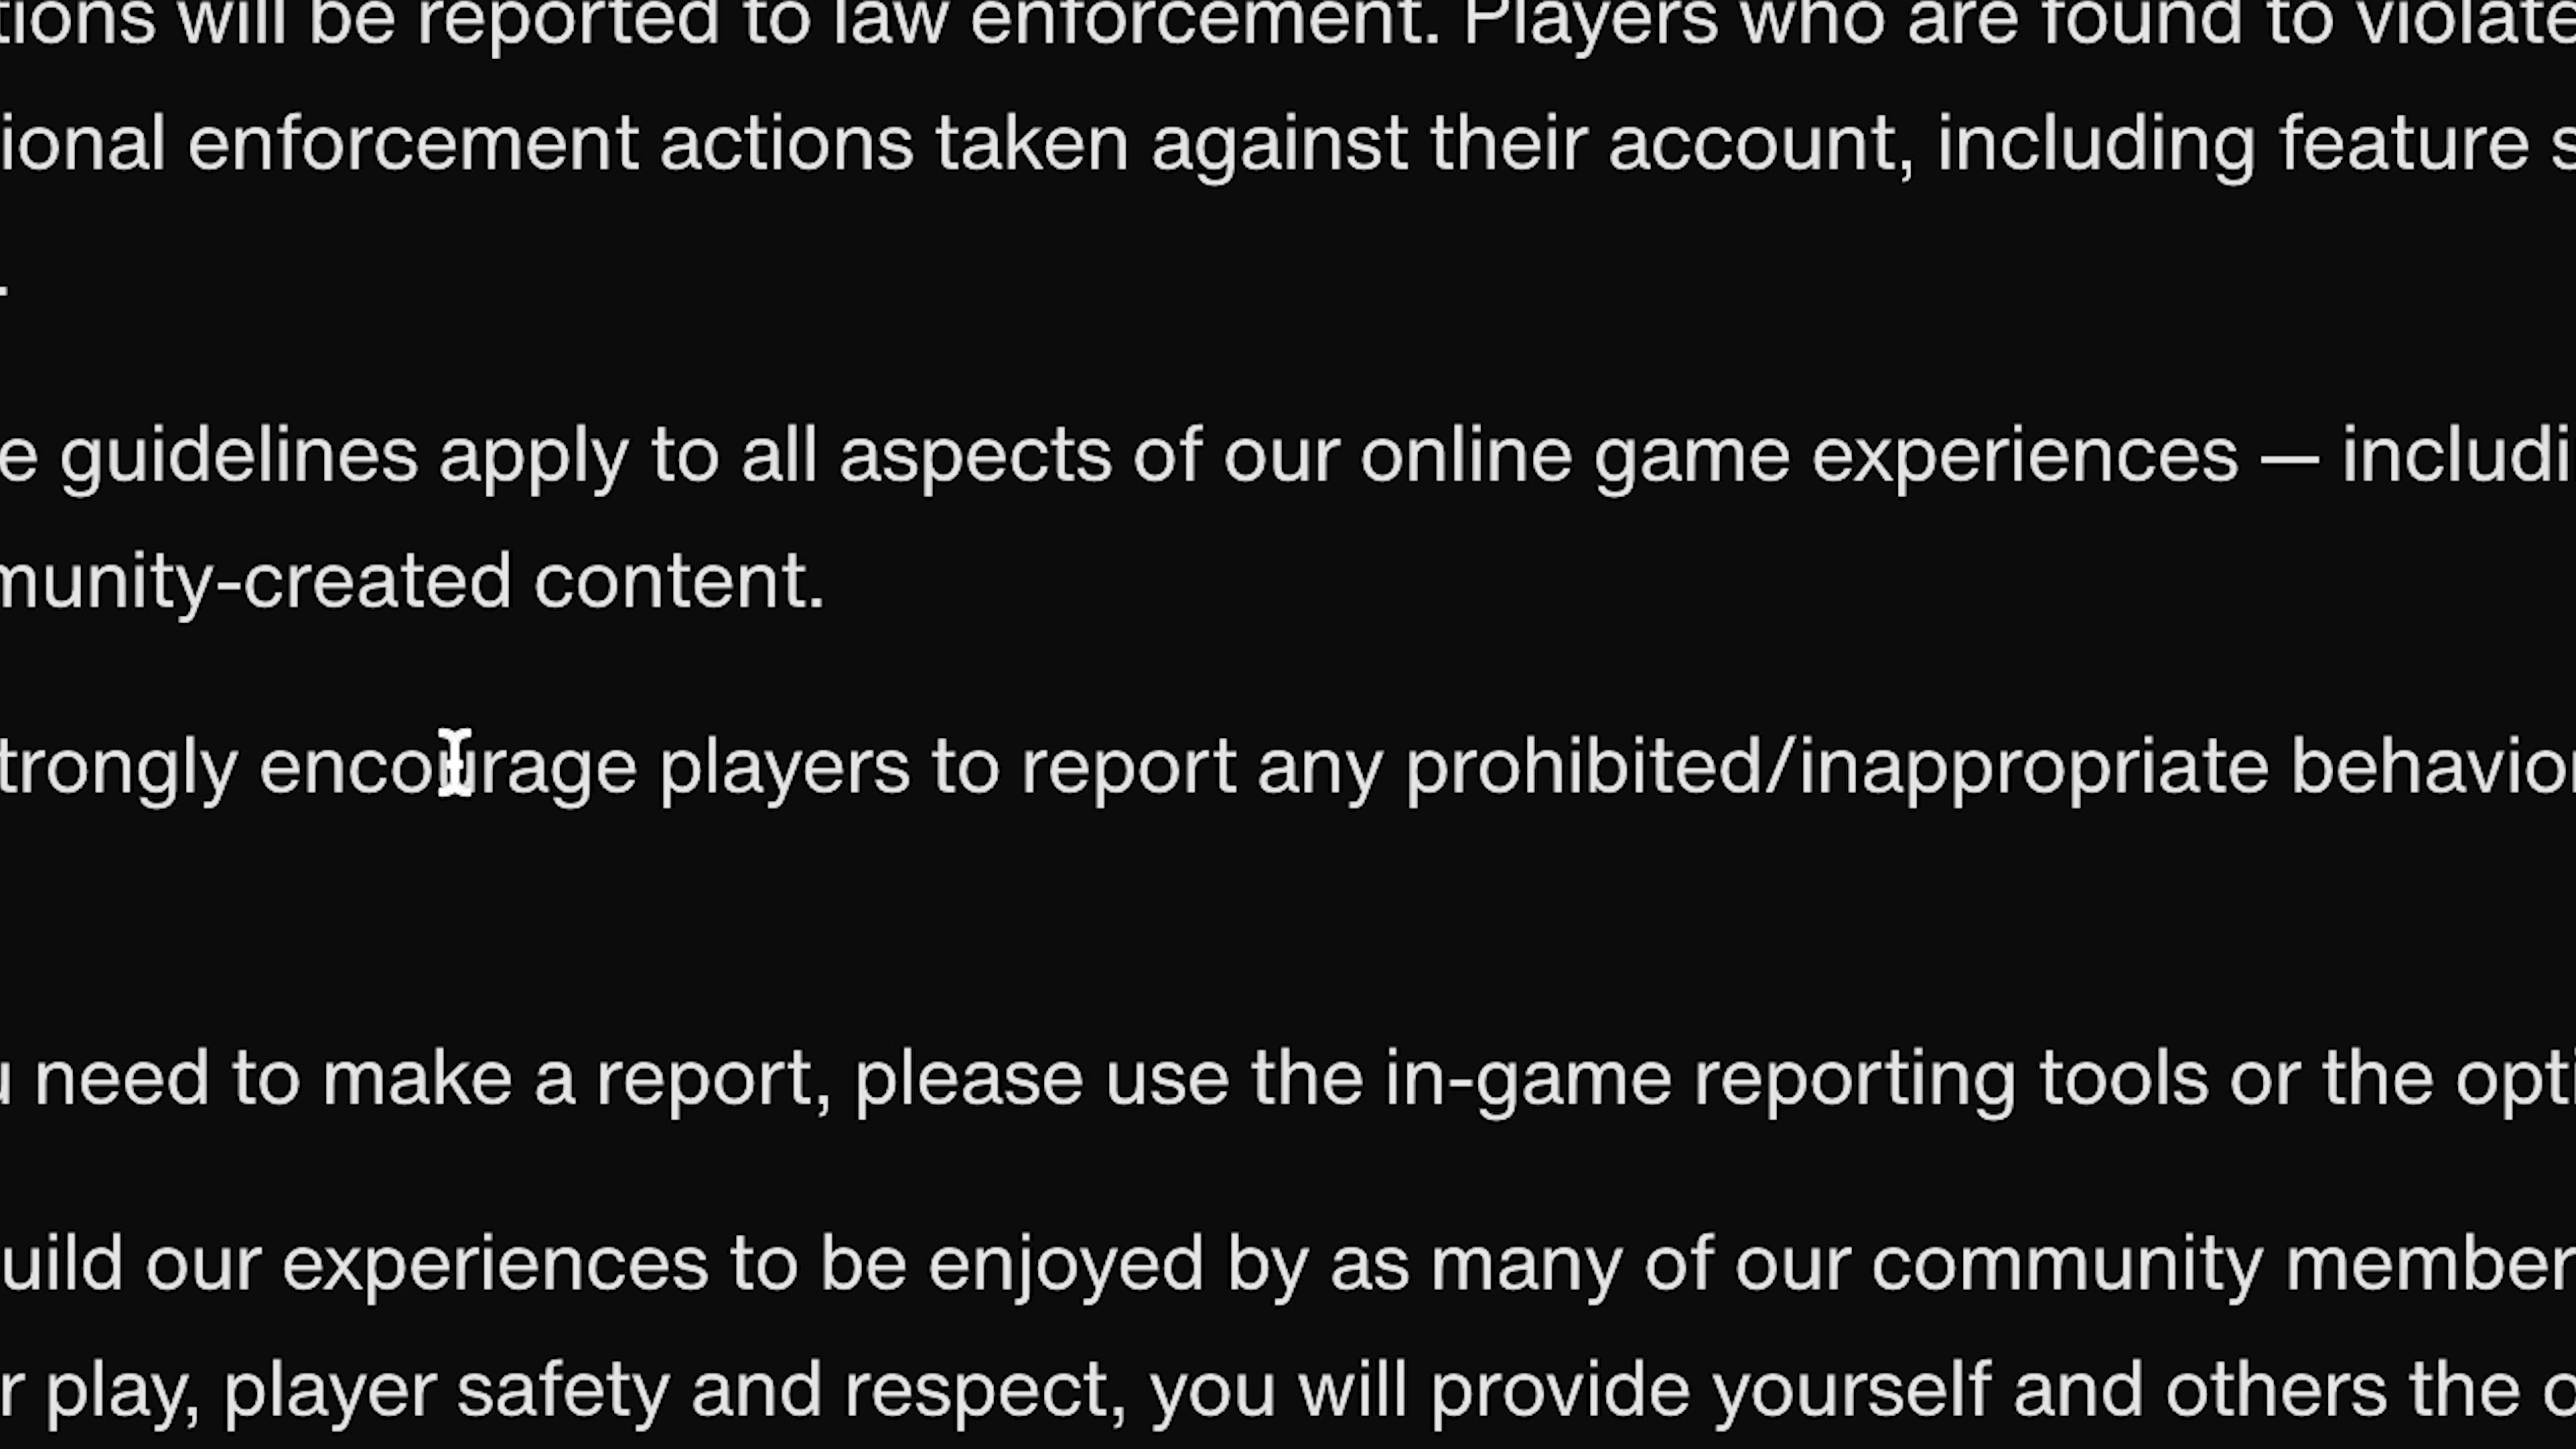 tions will be reported to law enforcement. Players who are found to violate
ional enforcement actions taken against their account, including feature s
.
e guidelines apply to all aspects of our online game experiences — includi
munity-created content.
trongly encourage players to report any prohibited/inappropriate behavior
u need to make a report, please use the in-game reporting tools or the opti
uild our experiences to be enjoyed by as many of our community member
r play, player safety and respect, you will provide yourself and others the o